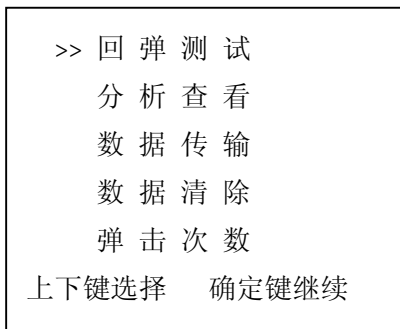 >> 回 弹 测 试
分 析 查 看
数 据 传 输
数 据 清 除
弹 击 次 数
上下键选择 确定键继续